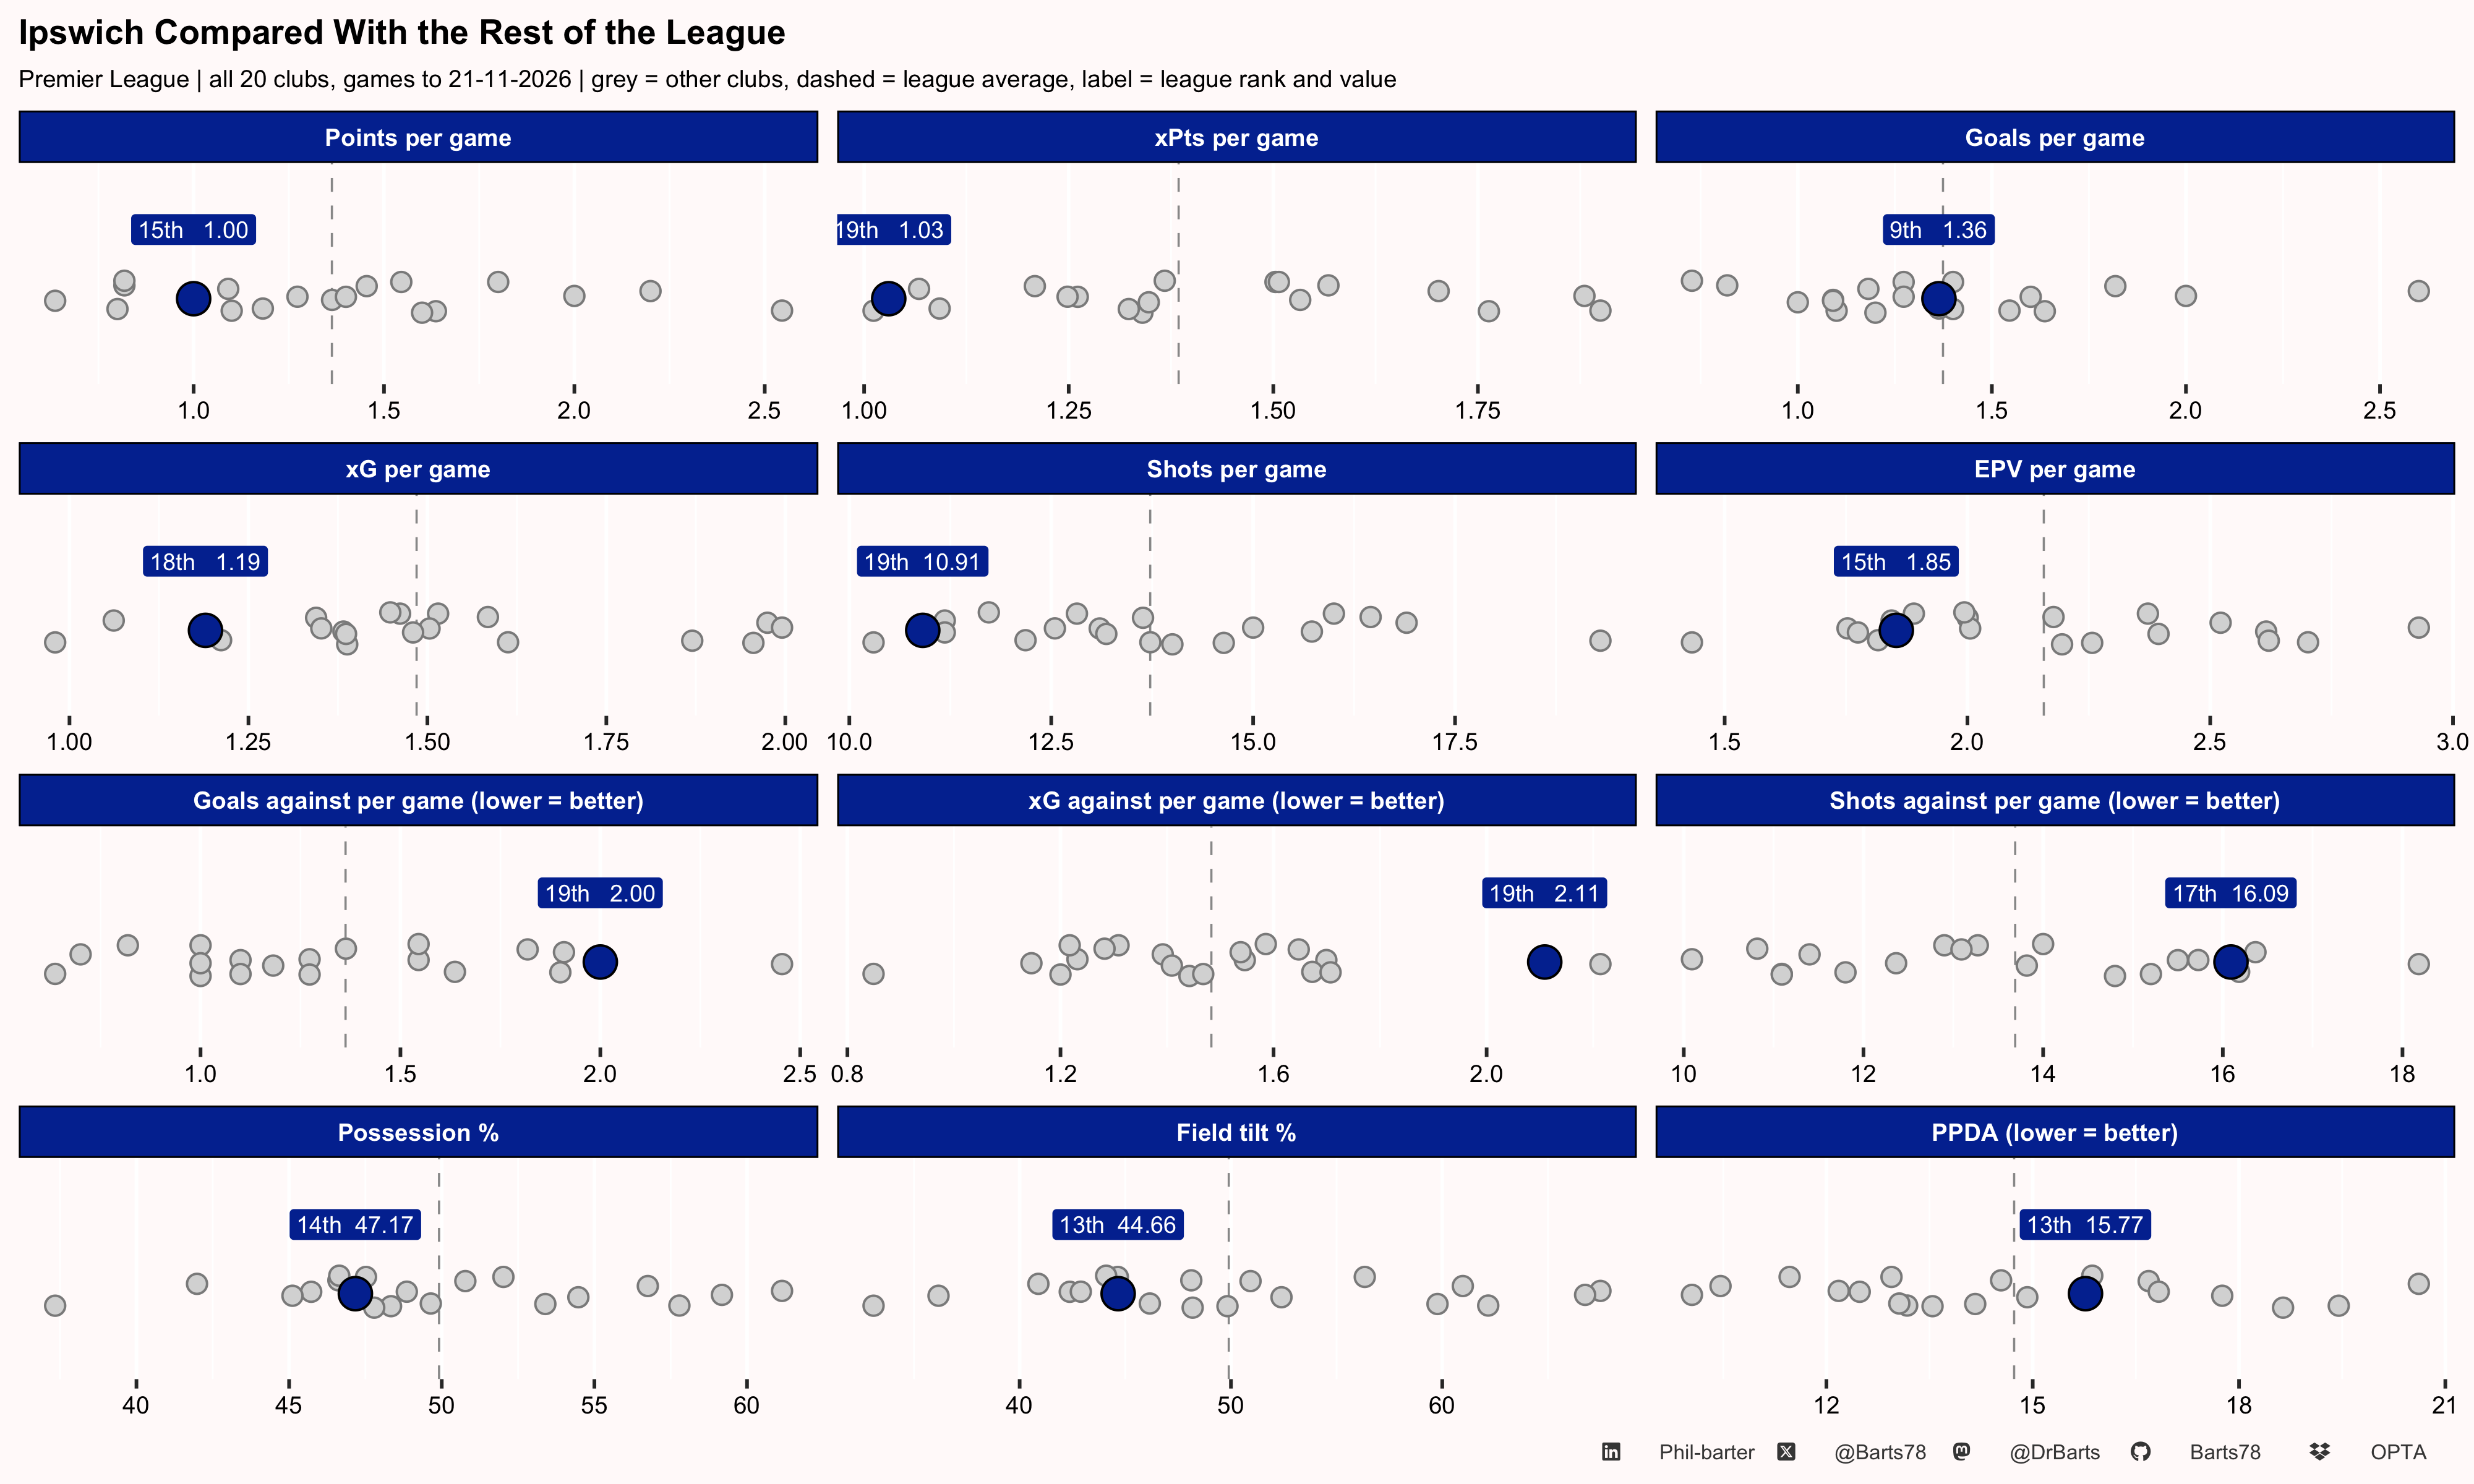 Ipswich Compared With the Rest of the League
Premier League | all 20 clubs, games to 21-11-2026 | grey = other clubs, dashed = league average, label = league rank and value
Points per game
xPts per game
Goals per game
15th 1.00
19th 1.03
9th 1.36
1.0 1.5 2.0 2.5
1.00 1.25 1.50 1.75
1.0 1.5 2.0 2.5
xG per game
Shots per game
EPV per game
18th 1.19
19th 10.91
15th 1.85
1.00 1.25 1.50 1.75 2.00
10.0 12.5 15.0 17.5
1.5 2.0 2.5 3.0
Goals against per game (lower = better)
xG against per game (lower = better)
Shots against per game (lower = better)
19th 2.00
19th 2.11
17th 16.09
1.0 1.5 2.0 2.5
0.8 1.2 1.6 2.0
10 12 14 16 18
Possession %
Field tilt %
PPDA (lower = better)
14th 47.17
13th 44.66
13th 15.77
40 45 50 55 60
40 50 60
12 15 18 21
Phil-barter @Barts78 @DrBarts Barts78 OPTA